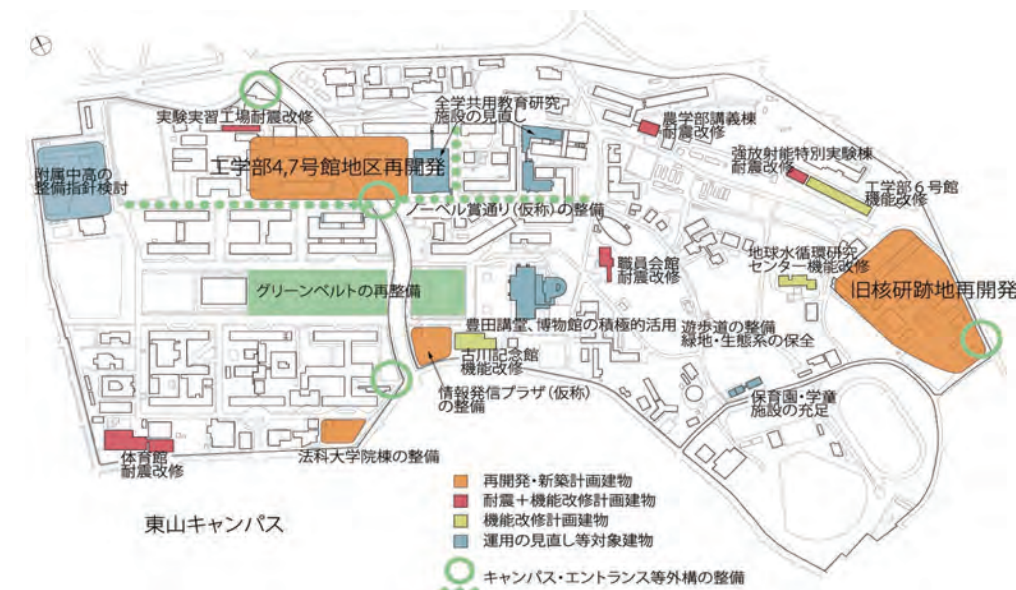 実験実習工場耐震改修
全学共用教育研究
施設の見直し
農学部講義棟
耐震改修
強放射能特別実験棟
耐震改修
工学部6号館
機能改修
附属中高の
整備指針検討
工学部4,7号館地区再開発
ノーベル賞通り(仮称)の整備
職員会館
耐震改修
地球水循環研究
センター機能改修
旧核研跡地再開発
グリーンベルトの再整備
豊田講堂、博物館の積極的活用
遊歩道の整備
緑地・生態系の保全
古川記念館
機能改修
情報発信プラザ(仮称)
の整備
保育園・学童
施設の充足
体育館
耐震改修
法科大学院棟の整備
東山キャンパス
再開発・新築計画建物
耐震+機能改修計画建物
機能改修計画建物
運用の見直し等対象建物
キャンパス・エントランス等外構の整備